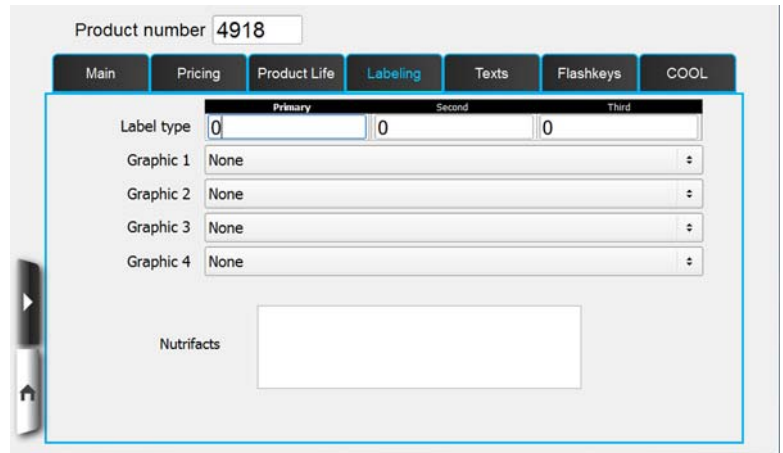 Product number 4918
Main Pricing Product Life Labeling Texts Flashkeys COOL
Primary Second Third
Label type 0 0 0
Graphic 1 None
Graphic 2 None
Graphic 3 None
Graphic 4 None
Nutrifacts